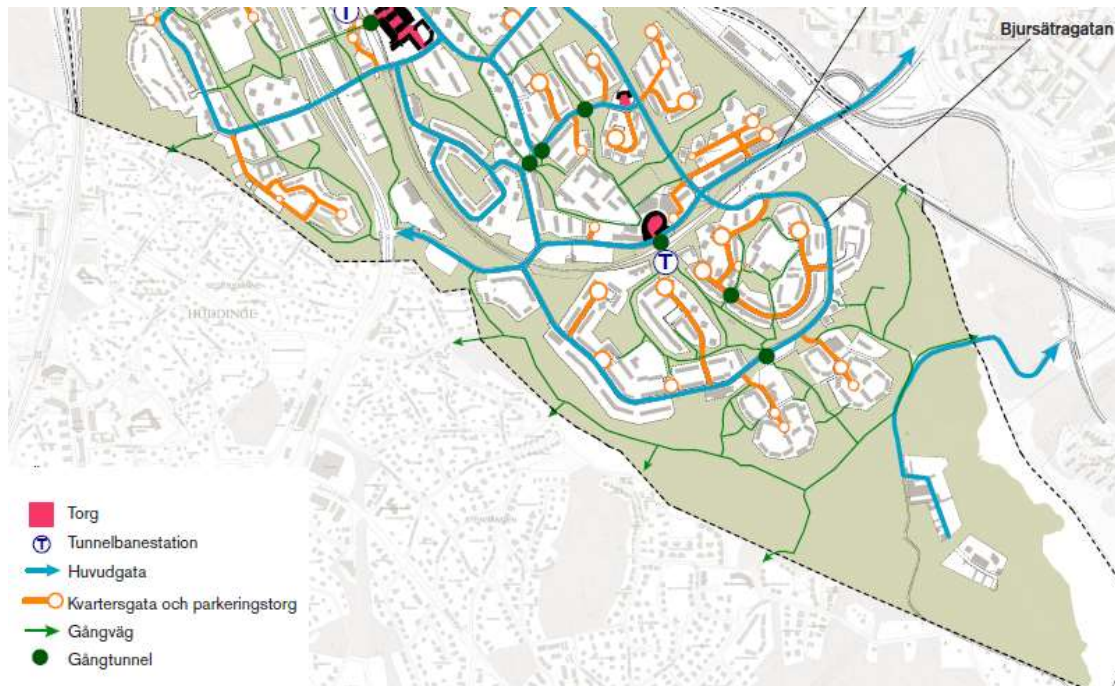 T
Bjursätragatan
T
HUDDINGE
Torg
T Tunnelbanestation
Huvudgata
Kvartersgata och parkeringstorg
Gångväg
Gångtunnel